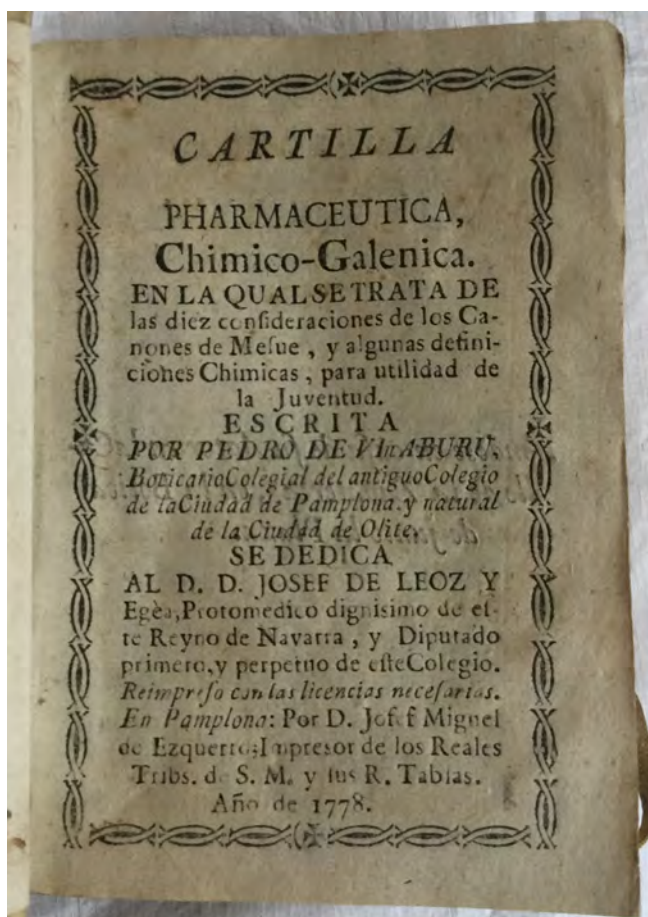 CARTILLA
PHARMACEUTICA,
Chimico-Galenica.
EN LA QUAL SE TRATA DE
las diez conſideraciones de los Ca-
nones de Meſue , y algunas defini-
ciones Chimicas , para utilidad de
la Juventud.
ESCRITA
POR PEDRO DE VIñABURU,
Boticario Colegial del antiguo Colegio
de la Ciudad de Pamplona, y natural
de la Ciudad de Olite.
SE DEDICA
AL D. D. JOSEF DE LEOZ Y
Egèa, Protomedico dignisimo de eſ-
te Reyno de Navarra , y Diputado
primero, y perpetuo de eſte Colegio.
Reimpreſo con las licencias neceſarias.
En Pamplona: Por D. Joſef Miguel
de Ezquerro, Impresor de los Reales
Tribs. de S. M. y ſus R. Tablas.
Año de 1778.